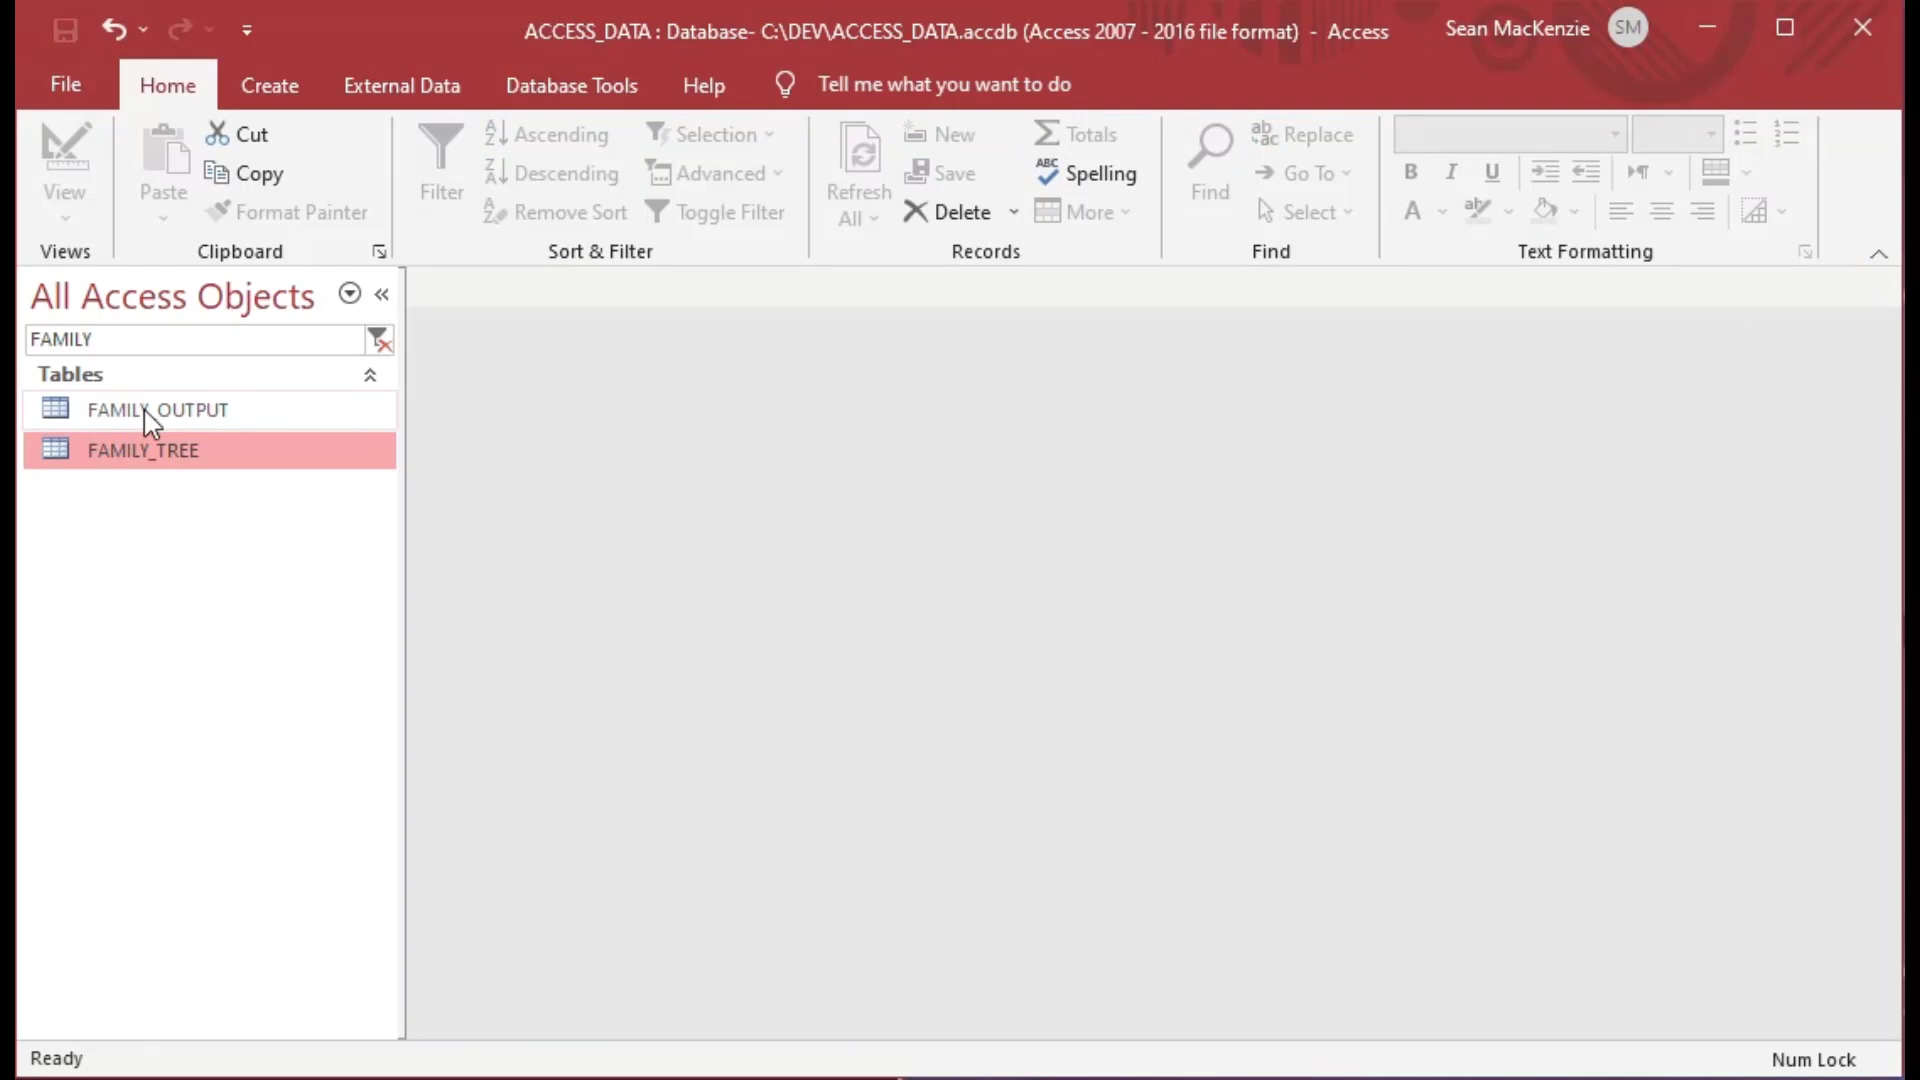 ACCESS_DATA : Database- C:\DEV\ACCESS_DATA.accdb (Access 2007 - 2016 file format) - Access
Sean MacKenzie SM
File Home Create External Data Database Tools Help Tell me what you want to do
View
Views
Paste
Cut
Copy
Format Painter
Clipboard
Filter
Ascending
Descending
Remove Sort
Selection
Advanced
Toggle Filter
Sort & Filter
Refresh
All
New
Save
Delete
Totals
Spelling
More
Records
Find
Replace
Go To
Select
Find
B I U
A
Text Formatting
All Access Objects
FAMILY
Tables
FAMILY_OUTPUT
FAMILY_TREE
Ready
Num Lock